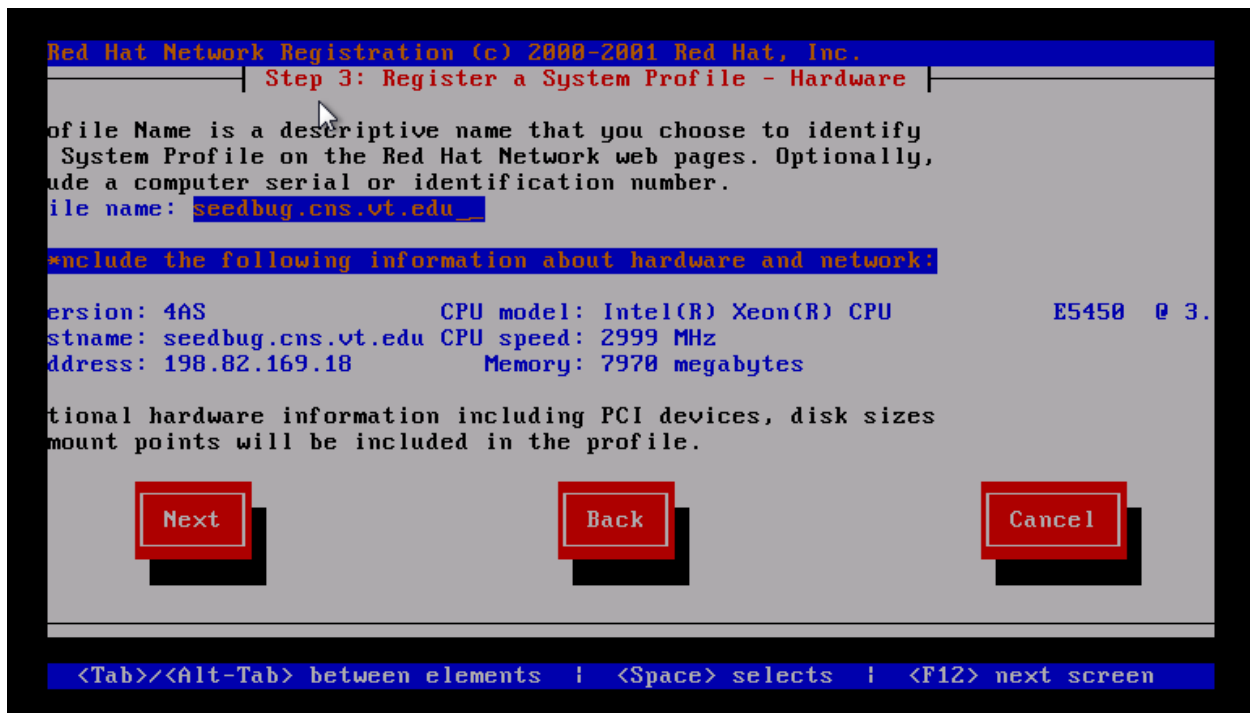 Red Hat Network Registration (c) 2000-2001 Red Hat, Inc.
Step 3: Register a System Profile - Hardware
ofile Name is a descriptive name that you choose to identify
System Profile on the Red Hat Network web pages. Optionally,
ude a computer serial or identification number.
ile name: seedbug.cns.vt.edu__
*nclude the following information about hardware and network:
ersion: 4AS CPU model: Intel(R) Xeon(R) CPU E5450 @ 3.
stname: seedbug.cns.vt.edu CPU speed: 2999 MHz
ddress: 198.82.169.18 Memory: 7970 megabytes
tional hardware information including PCI devices, disk sizes
mount points will be included in the profile.
Next Back Cancel
<Tab>/<Alt-Tab> between elements | <Space> selects | <F12> next screen